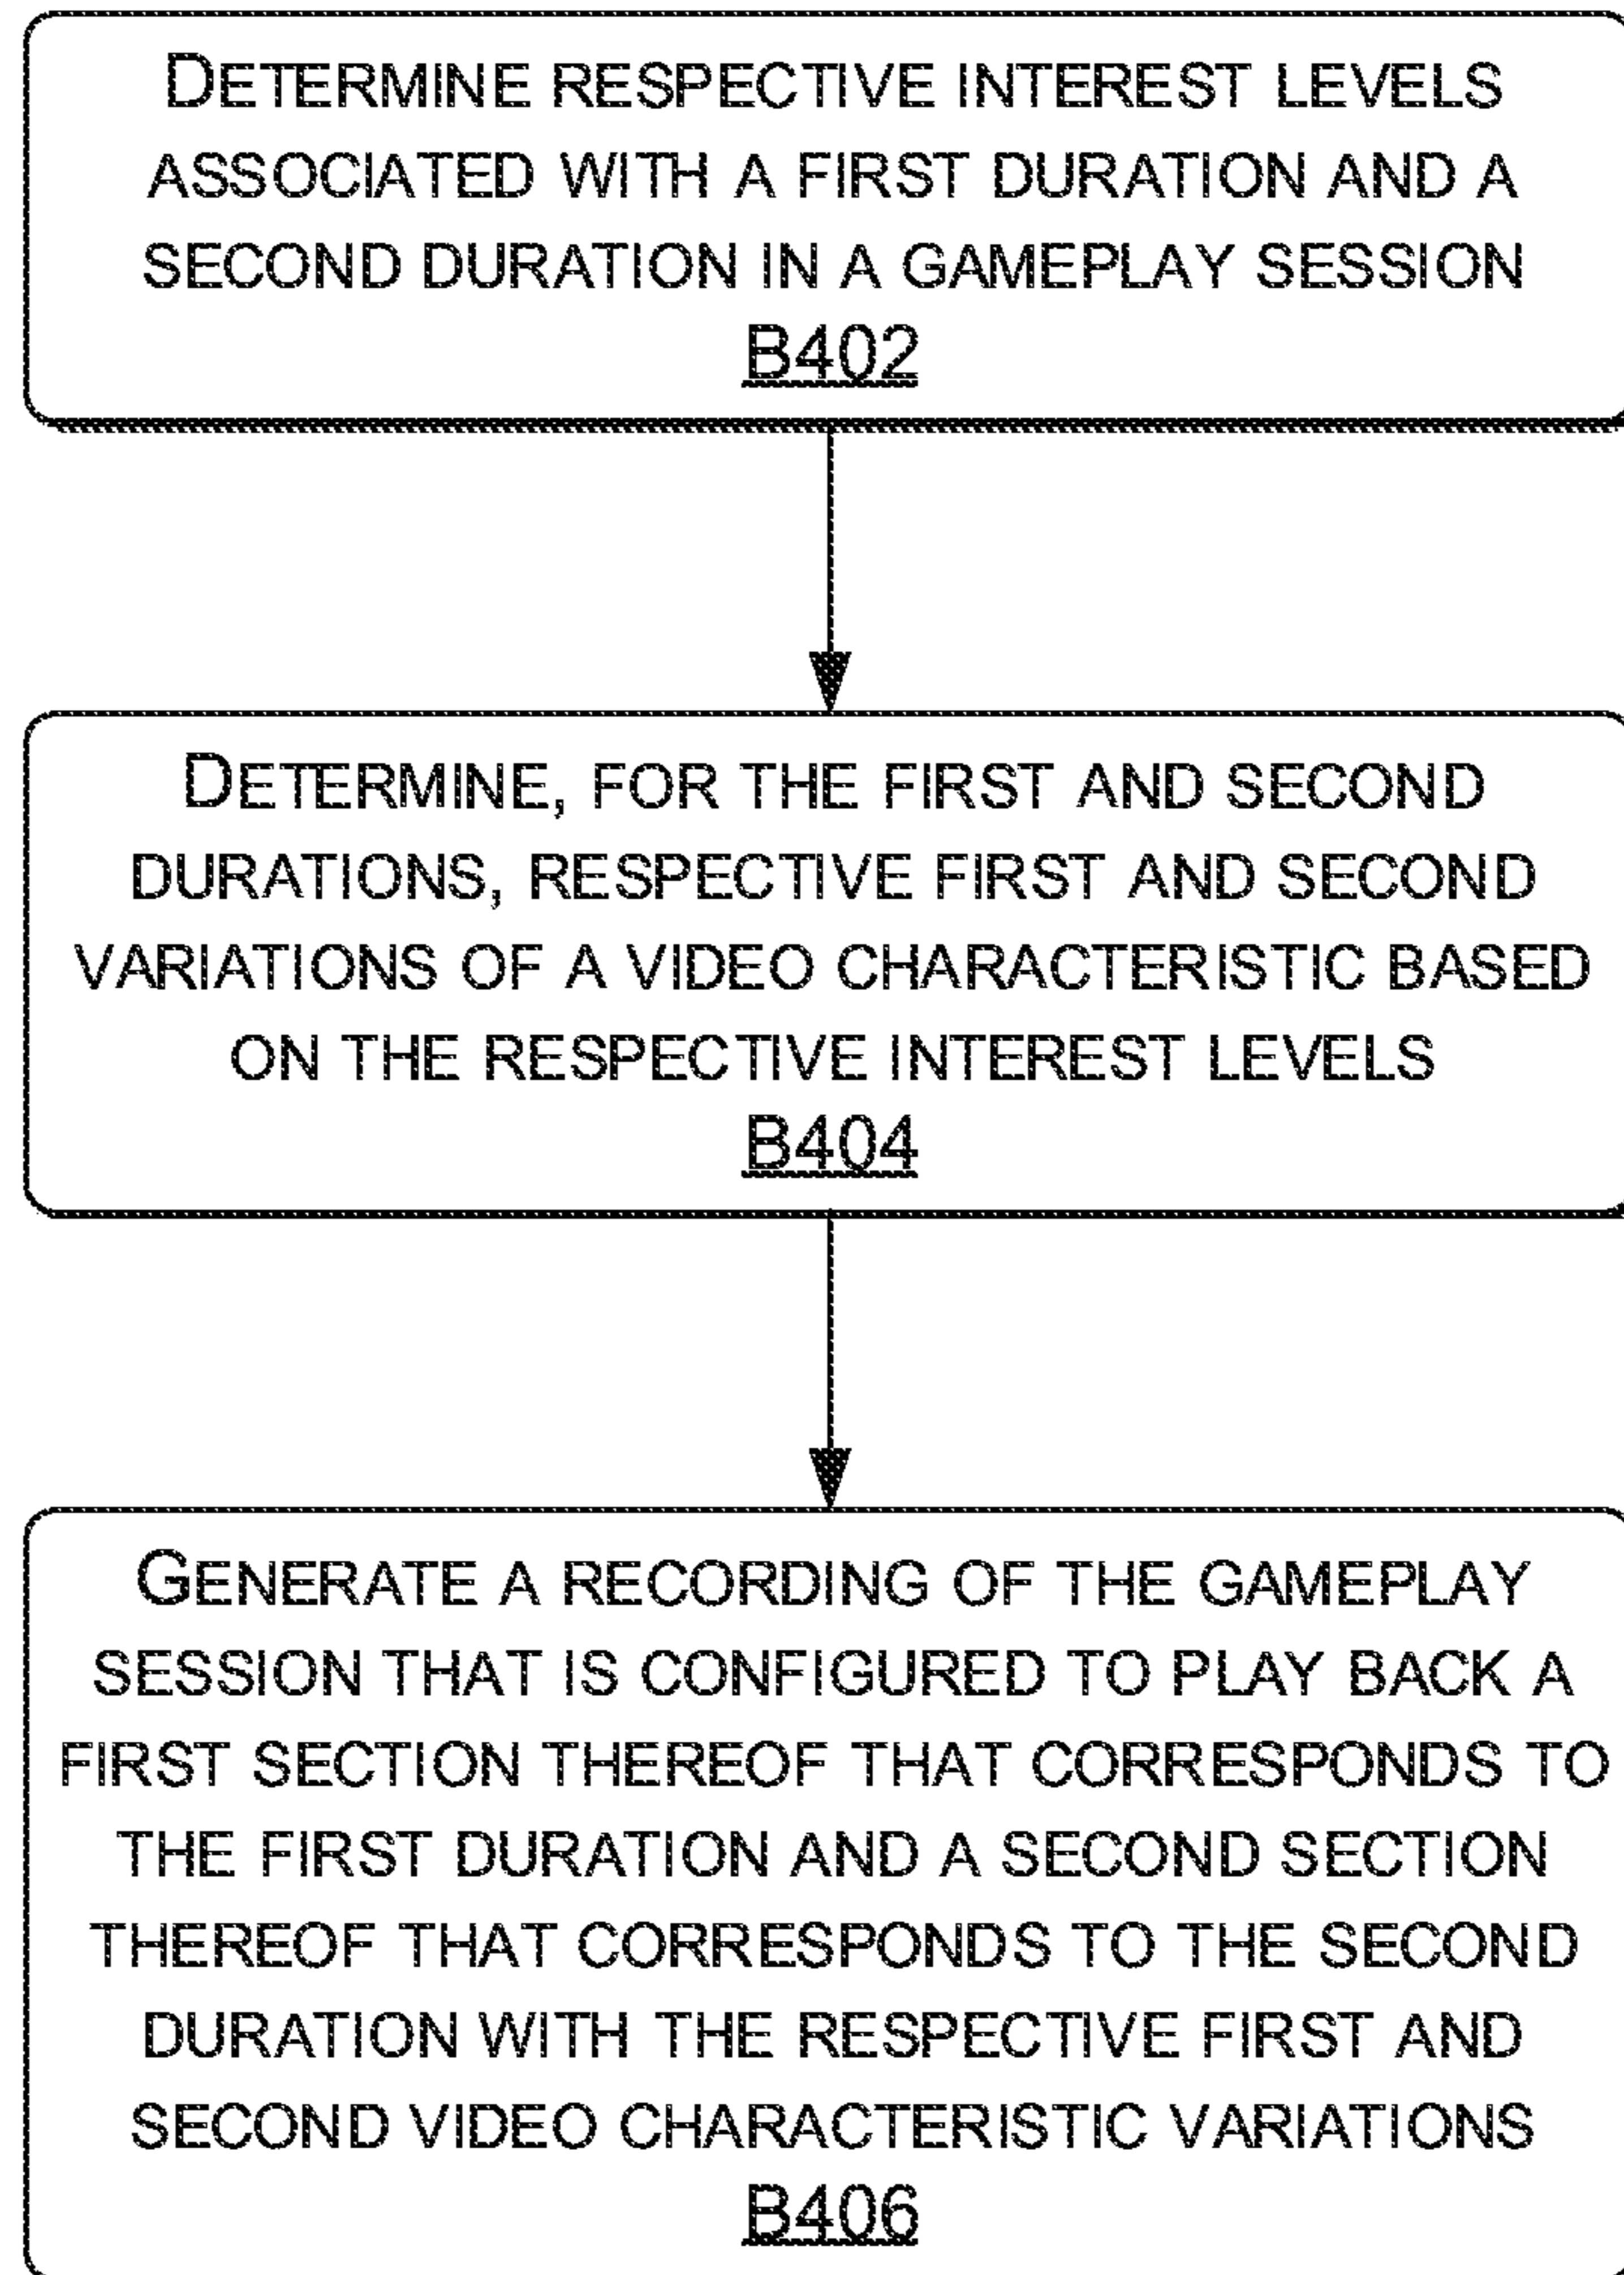 DETERMINE RESPECTIVE INTEREST LEVELS
ASSOCIATED WITH A FIRST DURATION AND A
SECOND DURATION IN A GAMEPLAY SESSION
B402
DETERMINE, FOR THE FIRST AND SECOND
DURATIONS, RESPECTIVE FIRST AND SECOND
VARIATIONS OF A VIDEO CHARACTERISTIC BASED
ON THE RESPECTIVE INTEREST LEVELS
B404
GENERATE A RECORDING OF THE GAMEPLAY
SESSION THAT IS CONFIGURED TO PLAY BACK A
FIRST SECTION THEREOF THAT CORRESPONDS TO
THE FIRST DURATION AND A SECOND SECTION
THEREOF THAT CORRESPONDS TO THE SECOND
DURATION WITH THE RESPECTIVE FIRST AND
SECOND VIDEO CHARACTERISTIC VARIATIONS
B406